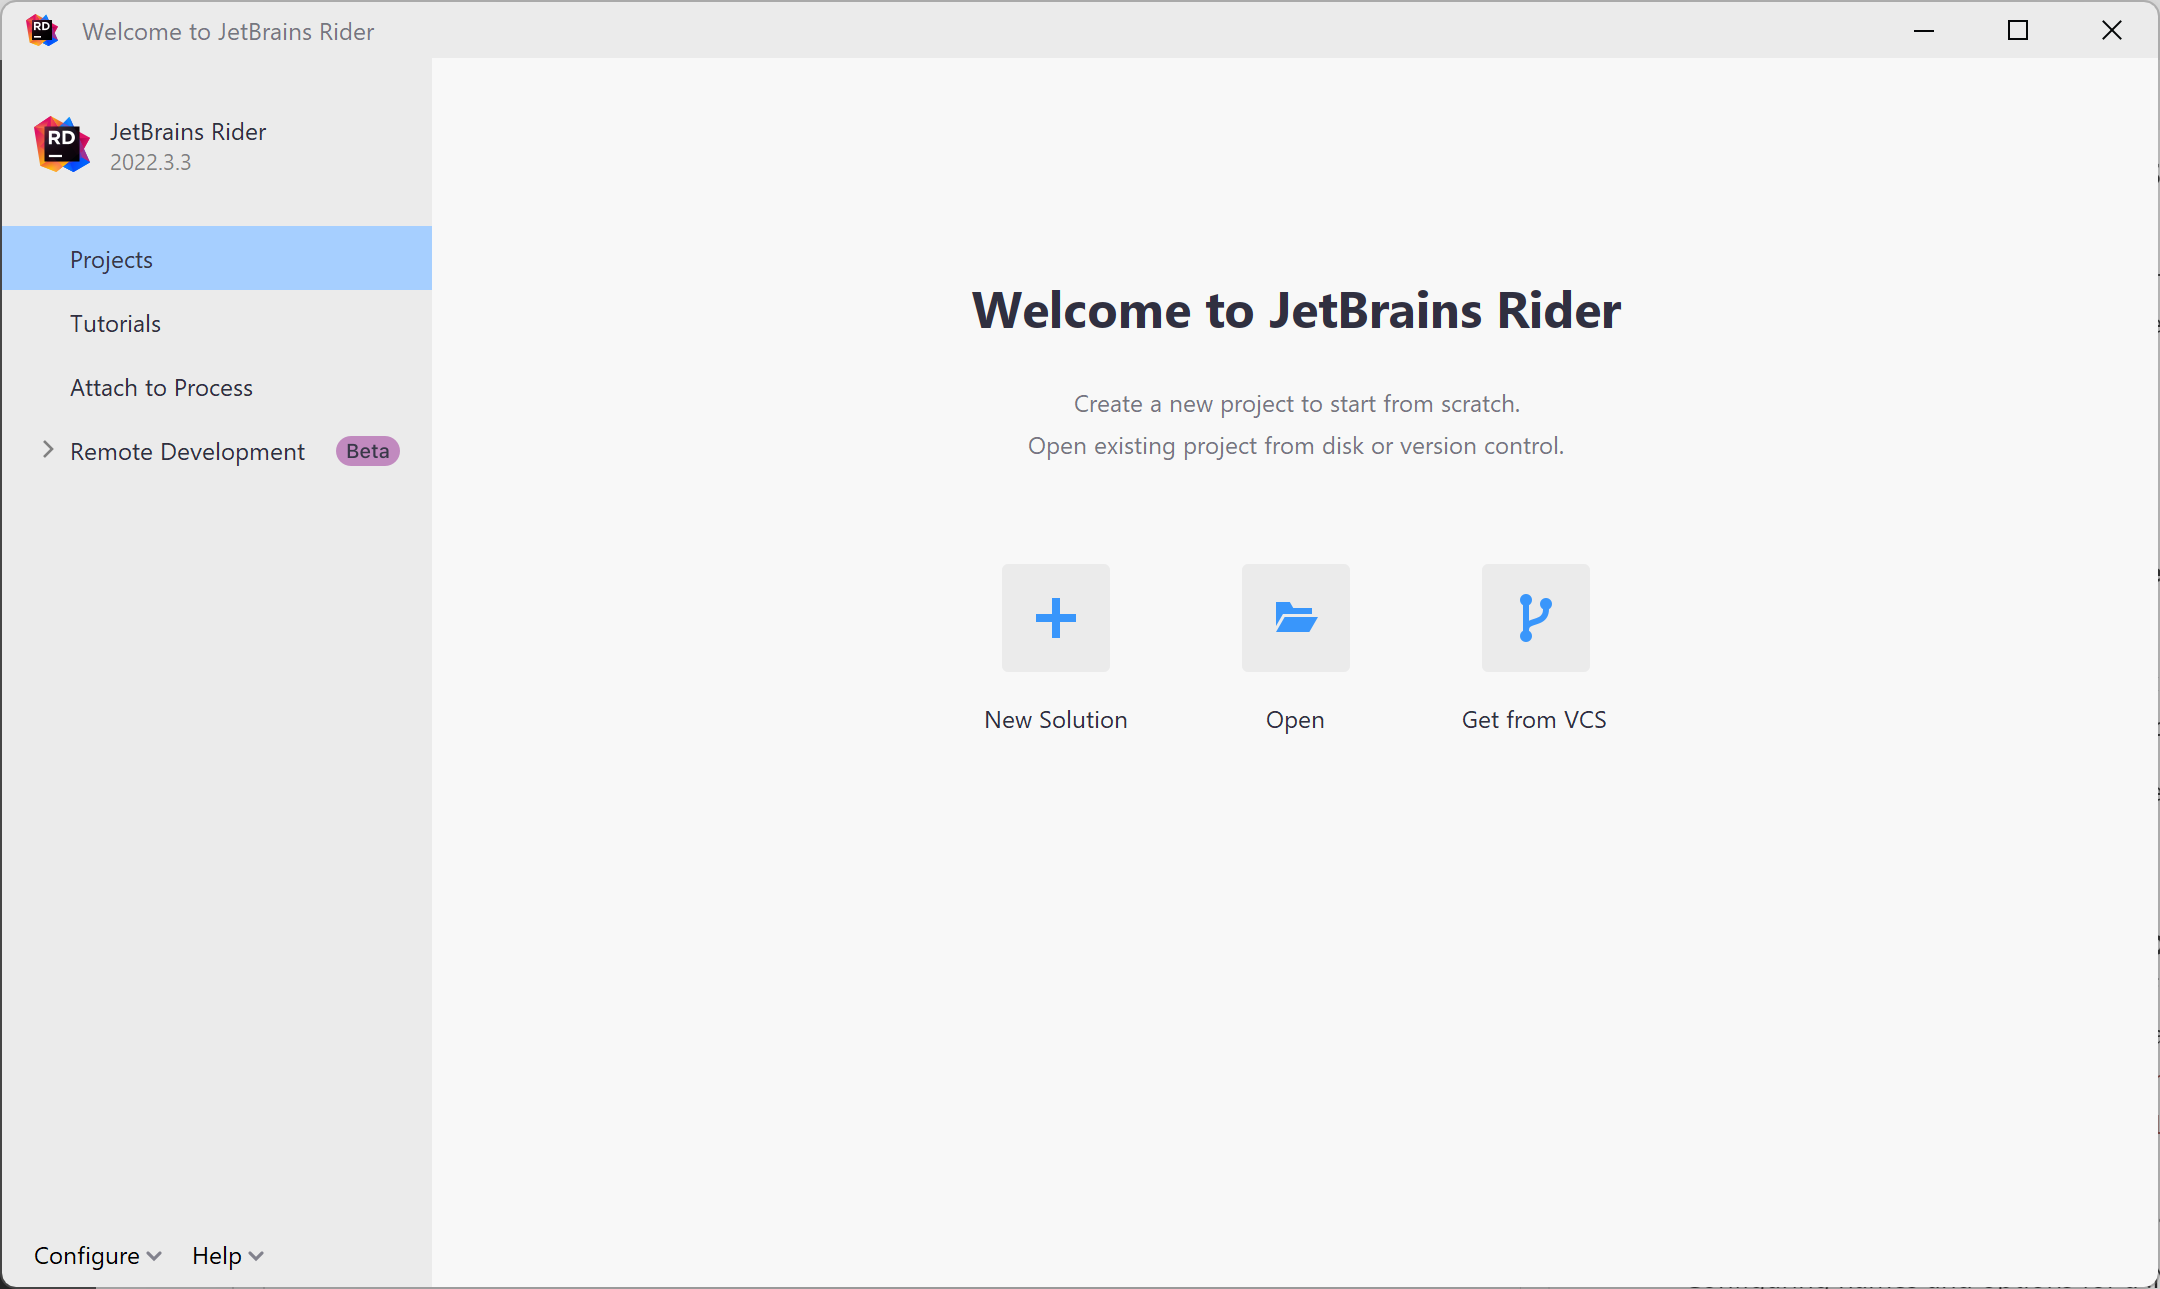 RD
Welcome to JetBrains Rider
RD
JetBrains Rider
2022.3.3
Projects
Tutorials
Attach to Process
Remote Development Beta
Configure
Help
Welcome to JetBrains Rider
Create a new project to start from scratch.
Open existing project from disk or version control.
New Solution
Open
Get from VCS